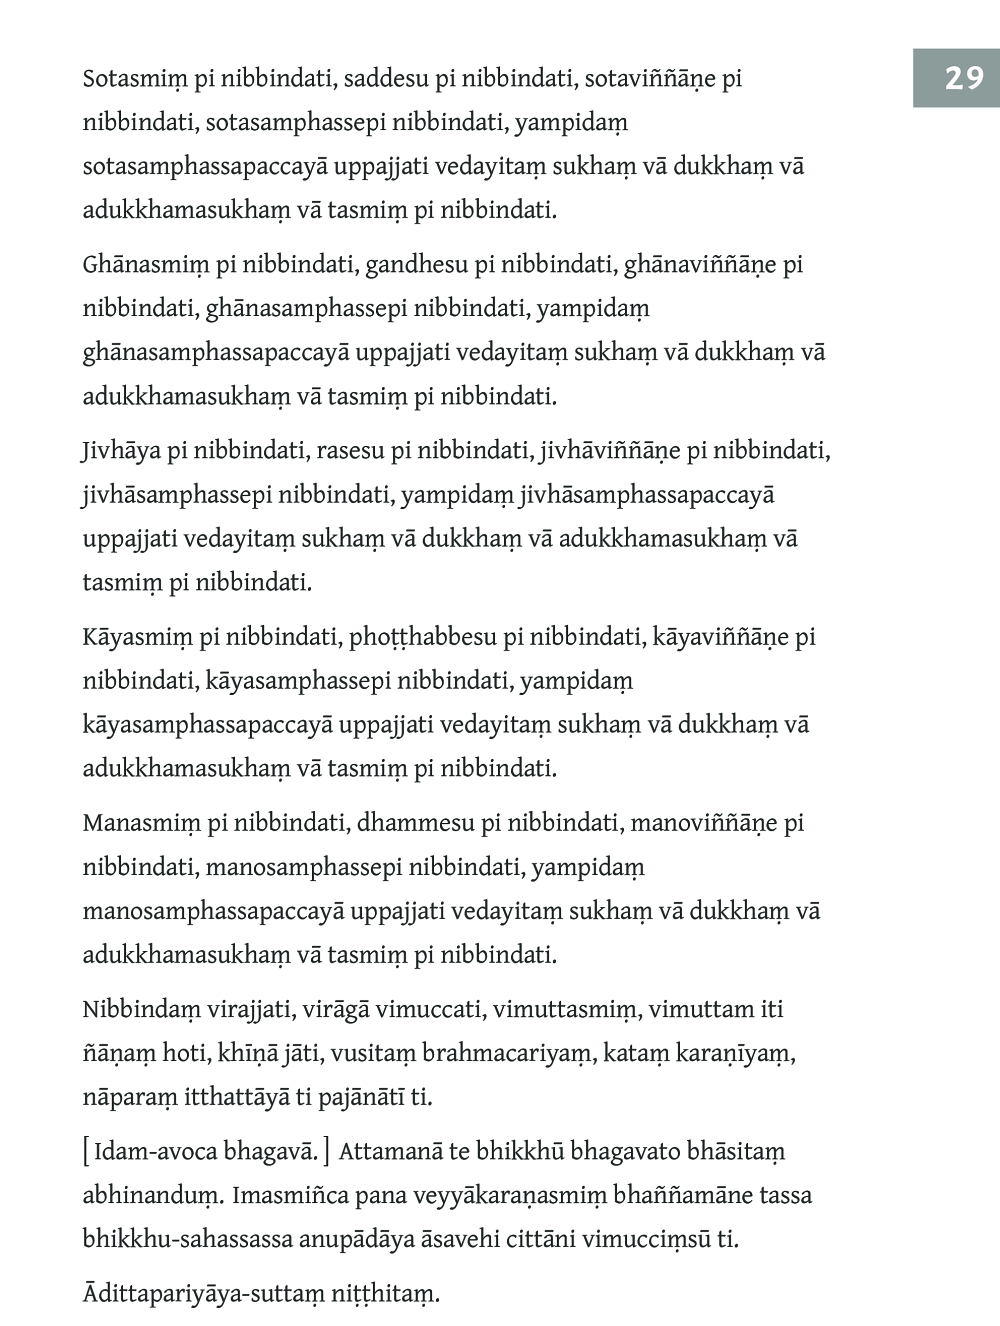 29
Sotasmiṃ pi nibbindati, saddesu pi nibbindati, sotaviññāṇe pi
nibbindati, sotasamphassepi nibbindati, yampidaṃ
sotasamphassapaccayā uppajjati vedayitaṃ sukhaṃ vā dukkhaṃ vā
adukkhamasukhaṃ vā tasmiṃ pi nibbindati.
Ghānasmiṃ pi nibbindati, gandhesu pi nibbindati, ghānaviññāṇe pi
nibbindati, ghānasamphassepi nibbindati, yampidaṃ
ghānasamphassapaccayā uppajjati vedayitaṃ sukhaṃ vā dukkhaṃ vā
adukkhamasukhaṃ vā tasmiṃ pi nibbindati.
Jivhāya pi nibbindati, rasesu pi nibbindati, jivhāviññāṇe pi nibbindati,
jivhāsamphassepi nibbindati, yampidaṃ jivhāsamphassapaccayā
uppajjati vedayitaṃ sukhaṃ vā dukkhaṃ vā adukkhamasukhaṃ vā
tasmiṃ pi nibbindati.
Kāyasmiṃ pi nibbindati, phoṭṭhabbesu pi nibbindati, kāyaviññāṇe pi
nibbindati, kāyasamphassepi nibbindati, yampidaṃ
kāyasamphassapaccayā uppajjati vedayitaṃ sukhaṃ vā dukkhaṃ vā
adukkhamasukhaṃ vā tasmiṃ pi nibbindati.
Manasmiṃ pi nibbindati, dhammesu pi nibbindati, manoviññāṇe pi
nibbindati, manosamphassepi nibbindati, yampidaṃ
manosamphassapaccayā uppajjati vedayitaṃ sukhaṃ vā dukkhaṃ vā
adukkhamasukhaṃ vā tasmiṃ pi nibbindati.
Nibbindaṃ virajjati, virāgā vimuccati, vimuttasmiṃ, vimuttam iti
ñāṇaṃ hoti, khīṇā jāti, vusitaṃ brahmacariyaṃ, kataṃ karaṇīyaṃ,
nāparaṃ itthattāyā ti pajānātī ti.
[ Idam-avoca bhagavā. ] Attamanā te bhikkhū bhagavato bhāsitaṃ
abhinanduṃ. Imasmiñca pana veyyākaraṇasmiṃ bhaññamāne tassa
bhikkhu-sahassassa anupādāya āsavehi cittāni vimucciṃsū ti.
Ādittapariyāya-suttaṃ niṭṭhitaṃ.